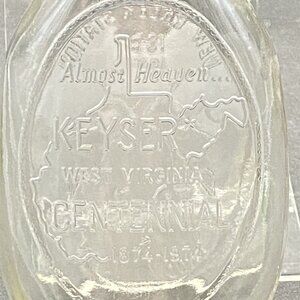 Almost Heaven...
KEYSER
WEST VIRGINIA
CENTENNIAL
1874-1974